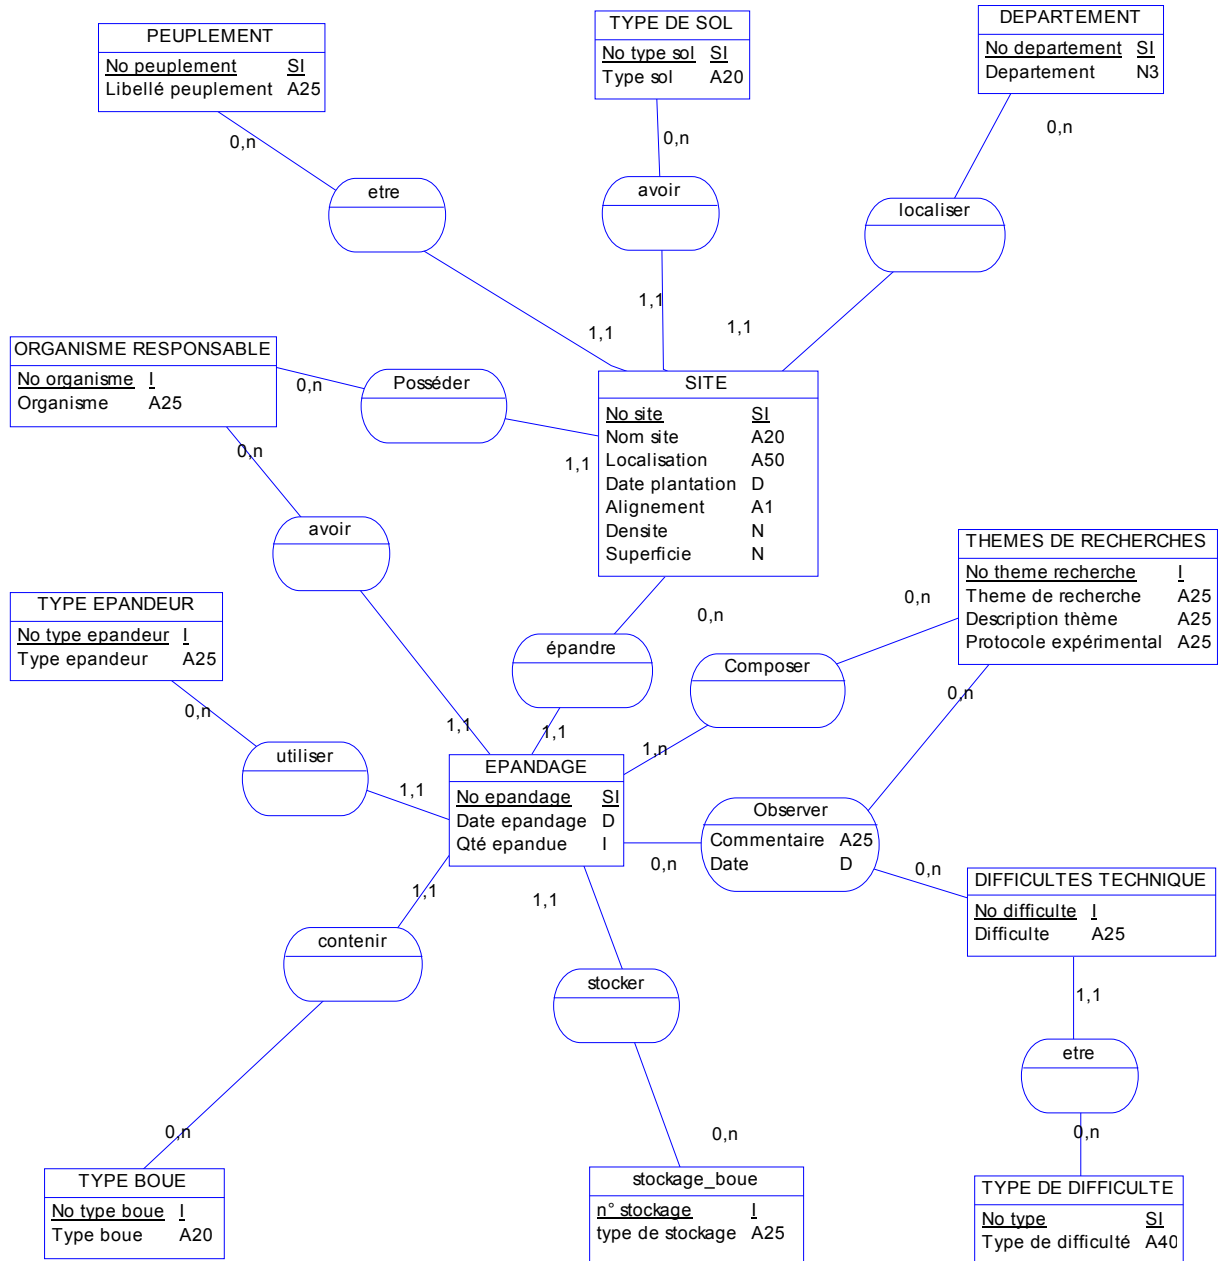 PEUPLEMENT
No peuplement SI
Libellé peuplement A25
TYPE DE SOL
No type sol SI
Type sol A20
DEPARTEMENT
No departement SI
Departement N3
0,n
0,n
0,n
etre
avoir
localiser
1,1
1,1
1,1
ORGANISME RESPONSABLE
No organisme I
Organisme A25
0,n
Posséder
1,1
SITE
No site SI
Nom site A20
Localisation A50
Date plantation D
Alignement A1
Densite N
Superficie N
0,n
avoir
THEMES DE RECHERCHES
No theme recherche I
Theme de recherche A25
Description thème A25
Protocole expérimental A25
TYPE EPANDEUR
No type epandeur I
Type epandeur A25
0,n
0,n
épandre
Composer
0,n
0,n
1,1
1,1
1,n
utiliser
1,1
EPANDAGE
No epandage SI
Date epandage D
Qté epandue I
Observer
Commentaire A25
Date D
0,n
0,n
DIFFICULTES TECHNIQUE
No difficulte I
Difficulte A25
1,1
1,1
contenir
stocker
1,1
etre
0,n
0,n
0,n
TYPE BOUE
No type boue I
Type boue A20
stockage_boue
n° stockage I
type de stockage A25
TYPE DE DIFFICULTE
No type SI
Type de difficulté A40